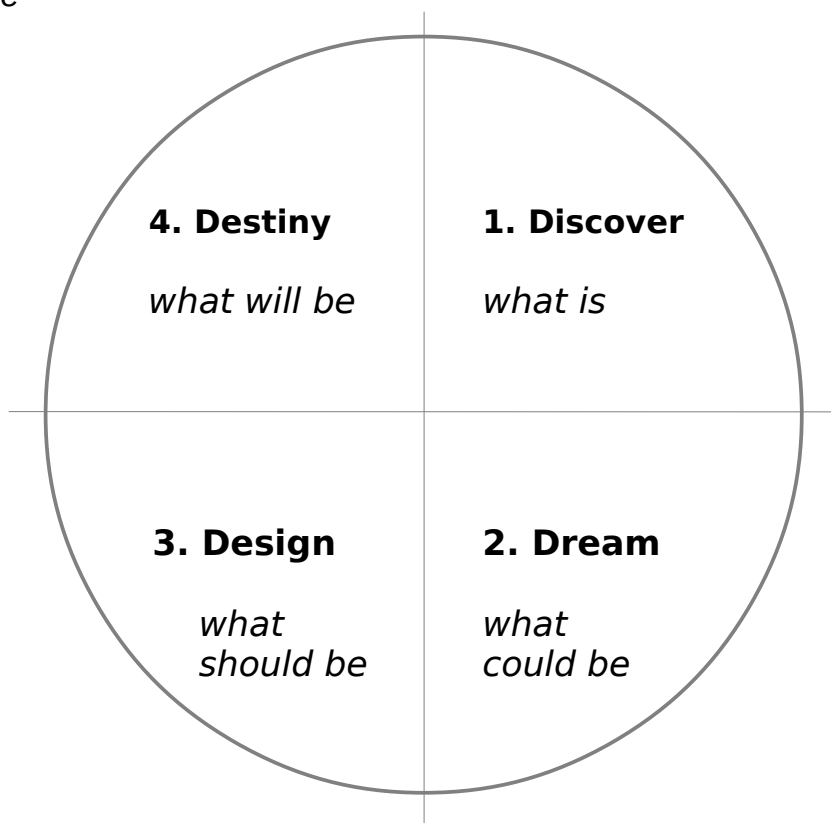 4. Destiny
what will be
1. Discover
what is
3. Design
what
should be
2. Dream
what
could be